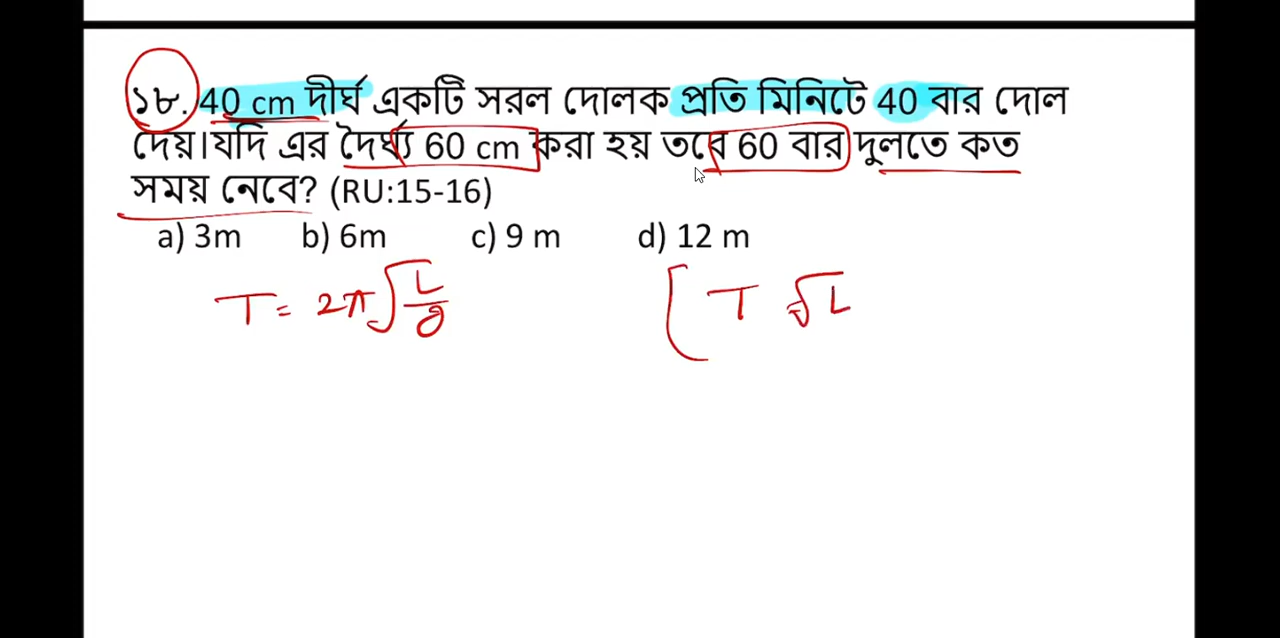 ১৮. 40 cm দীর্ঘ একটি সরল দোলক প্রতি মিনিটে 40 বার দোল
দেয়।যদি এর দৈর্ঘ্য 60 cm করা হয় তবে 60 বার দুলতে কত
সময় নেবে? (RU:15-16)
a) 3m b) 6m c) 9 m d) 12 m
T = 2π√L/g [ T √L